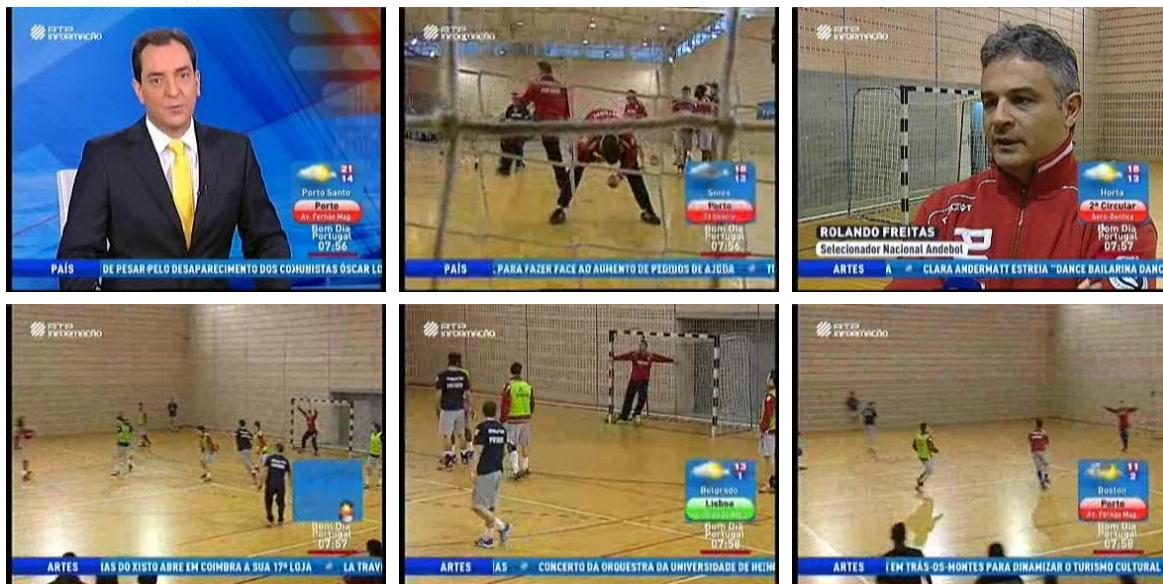 RTP
INFORMAÇÃO
21
14
Porto Santo
Porto
Av. Fernão Mag.
Bom Dia
Portugal
07:56
PAÍS DE PESAR PELO DESAPARECIMENTO DOS COMUNISTAS ÓSCAR LO
RTP
INFORMAÇÃO
18
13
Sines
Porto
Bom Dia
Portugal
07:56
PAÍS PARA FAZER FACE AO AUMENTO DE PEDIDOS DE AJUDA
RTP
INFORMAÇÃO
18
13
Horta
2ª Circular
Aero-Benfica
Bom Dia
Portugal
07:57
ROLANDO FREITAS
Selecionador Nacional Andebol
ARTES A CLARA ANDERMATT ESTREIA "DANCE BAILARINA DANC
RTP
INFORMAÇÃO
Bom Dia
Portugal
07:57
ARTES IAS DO XISTO ABRE EM COIMBRA A SUA 17ª LOJA LA TRAV
RTP
INFORMAÇÃO
13
1
Belgrado
Lisboa
Bom Dia
Portugal
07:58
ARTES IAS CONCERTO DA ORQUESTRA DA UNIVERSIDADE DE HEIN
RTP
INFORMAÇÃO
11
2
Boston
Porto
Av. Fernão Mag.
Bom Dia
Portugal
07:58
ARTES EM TRÁS-OS-MONTES PARA DINAMIZAR O TURISMO CULTURAL